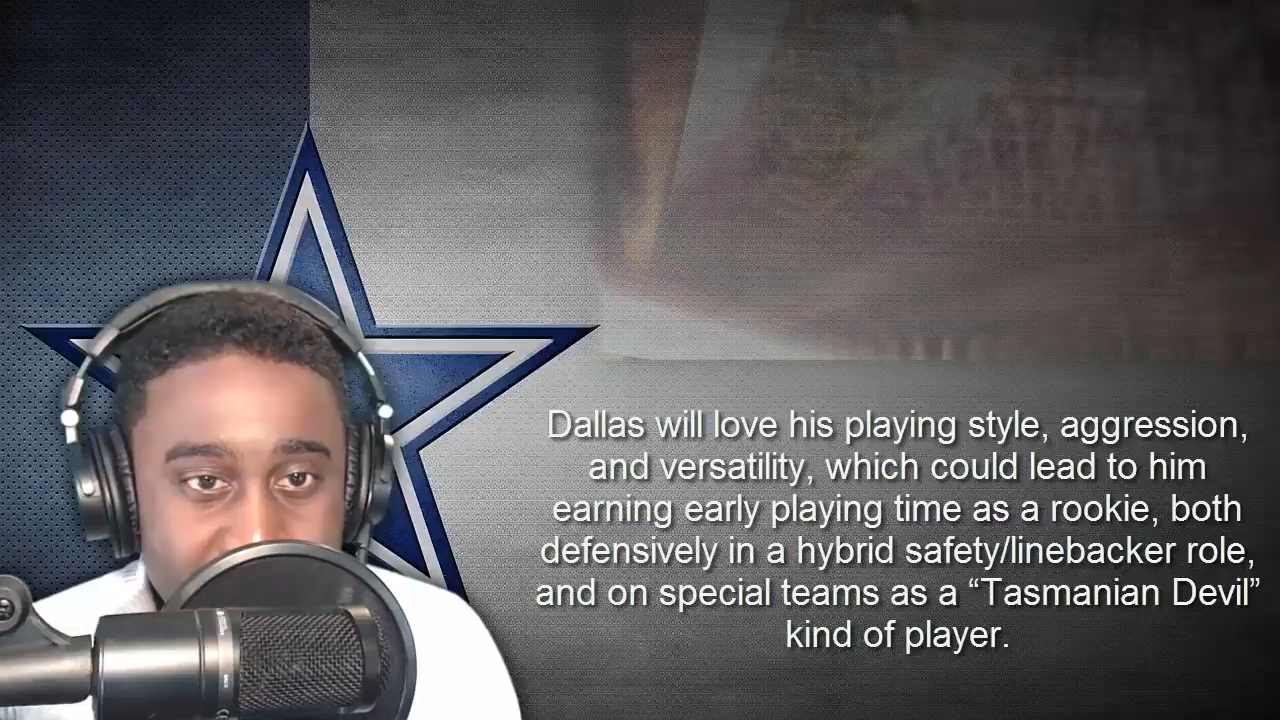 Dallas will love his playing style, aggression,
and versatility, which could lead to him
earning early playing time as a rookie, both
defensively in a hybrid safety/linebacker role,
and on special teams as a “Tasmanian Devil”
kind of player.